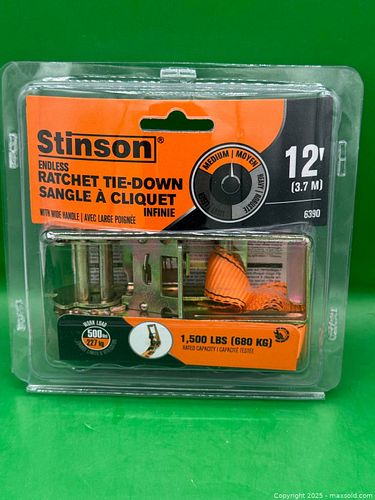 Stinson®
ENDLESS
RATCHET TIE-DOWN
SANGLE À CLIQUET
INFINIE
WITH WIDE HANDLE | AVEC LARGE POIGNÉE
MEDIUM | MOYEN
12'
(3.7 M)
6390
WORK LOAD
500 lbs
227 kg
1,500 LBS (680 KG)
RATED CAPACITY | CAPACITÉ TESTÉE
Copyright 2025 - maxsold.com